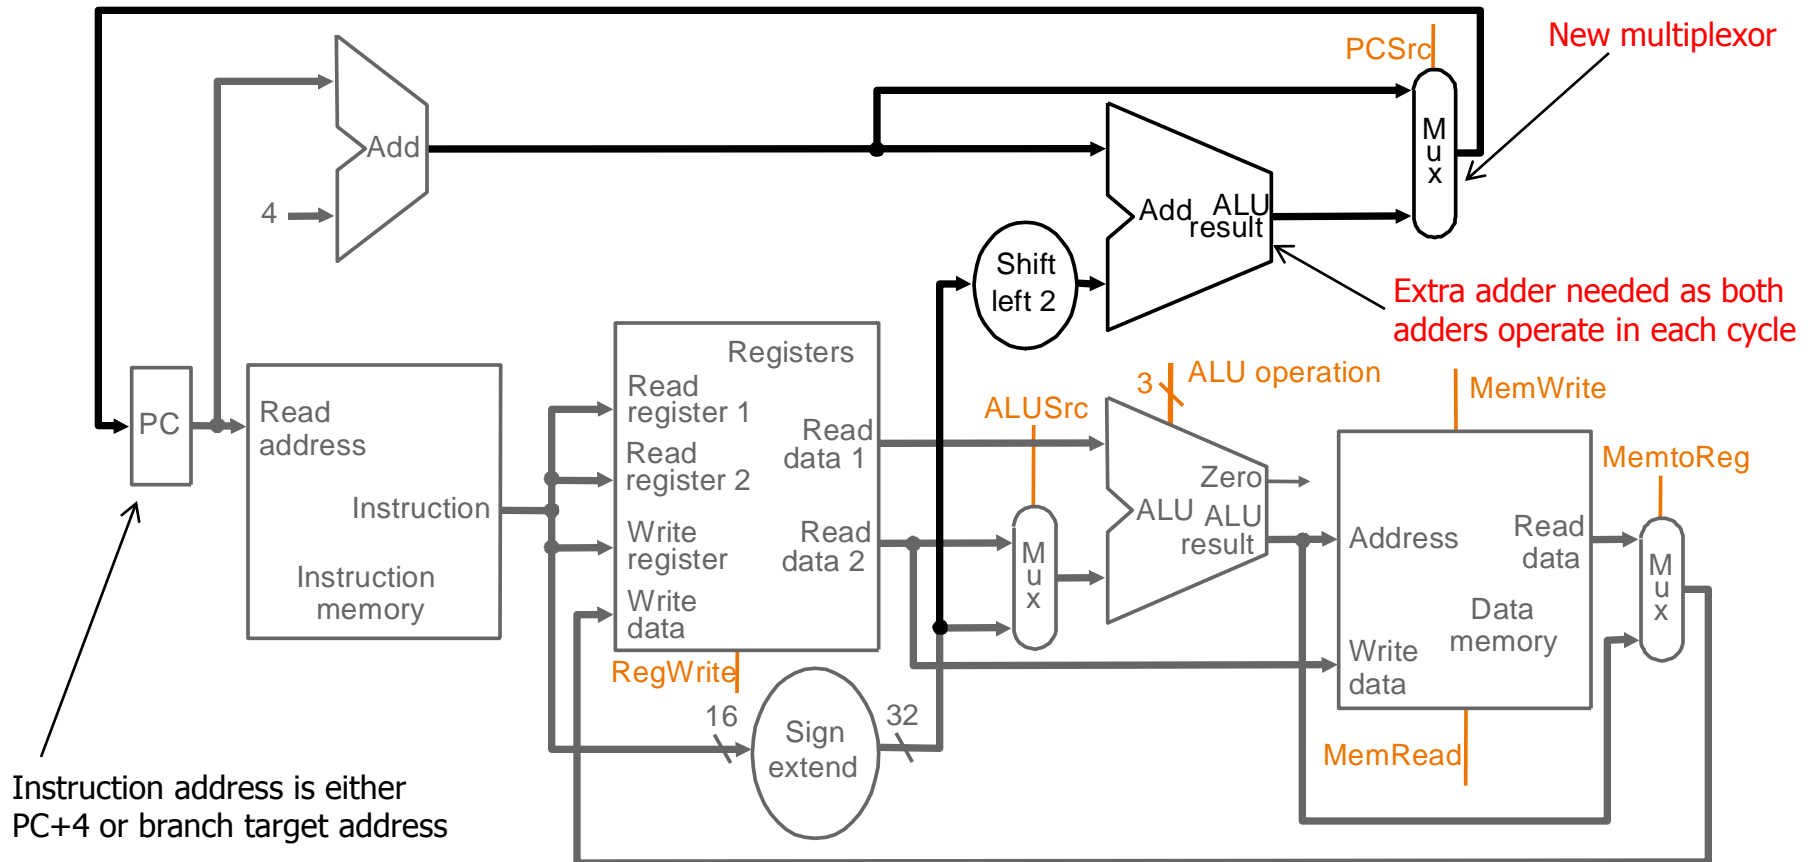 PCSrc
New multiplexor
Add
4
M
u
x
Add
ALU
result
Shift
left 2
Extra adder needed as both
adders operate in each cycle
Registers
Read
register 1
Read
register 2
Write
register
Write
data
Read
data 1
Read
data 2
RegWrite
PC
Read
address
Instruction
Instruction
memory
16
Sign
extend
32
ALUSrc
M
u
x
3
ALU operation
Zero
ALU
ALU
result
MemWrite
Address
Read
data
Data
memory
Write
data
MemRead
MemtoReg
M
u
x
Instruction address is either
PC+4 or branch target address